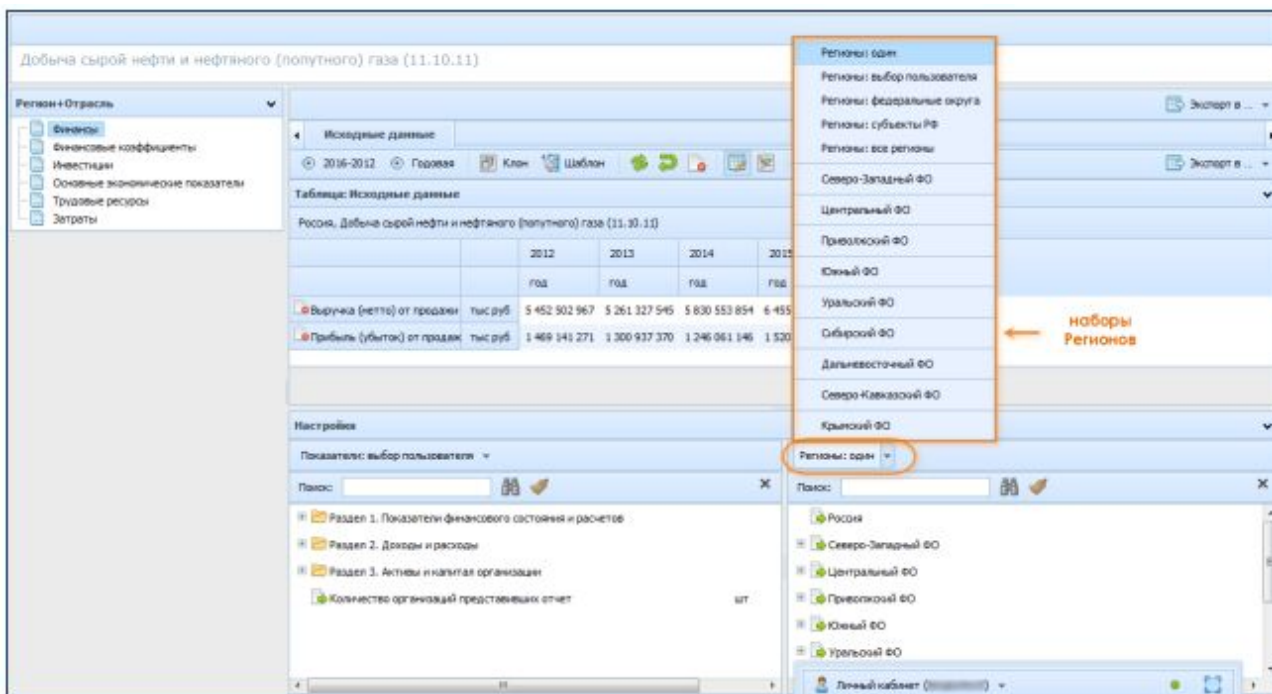 Добыча сырой нефти и нефтяного (попутного) газа (11.10.11)
Регион+Отрасль
Финансы
Финансовые коэффициенты
Инвестиции
Основные экономические показатели
Трудовые ресурсы
Затраты
Экспорт в ...
Исходные данные
2016-2012 Годовая Клон Шаблон Экспорт в ...
Таблица: Исходные данные
Россия, Добыча сырой нефти и нефтяного (попутного) газа (11.10.11)
2012 2013 2014 2015
год год год год
Выручка (нетто) от продажи тыс руб 5 452 502 967 5 261 327 545 5 830 553 854 6 455
Прибыль (убыток) от продаж тыс руб 1 469 141 271 1 300 937 370 1 246 061 146 1 520
Регионы: один
Регионы: выбор пользователя
Регионы: федеральные округа
Регионы: субъекты РФ
Регионы: все регионы
Северо-Западный ФО
Центральный ФО
Приволжский ФО
Южный ФО
Уральский ФО
Сибирский ФО
Дальневосточный ФО
Северо-Кавказский ФО
Крымский ФО
наборы
Регионов
Настройка
Показатели: выбор пользователя
Поиск:
Раздел 1. Показатели финансового состояния и расчетов
Раздел 2. Доходы и расходы
Раздел 3. Активы и капитал организации
Количество организаций представивших отчет шт
Регионы: один
Поиск:
Россия
Северо-Западный ФО
Центральный ФО
Приволжский ФО
Южный ФО
Уральский ФО
Личный кабинет (